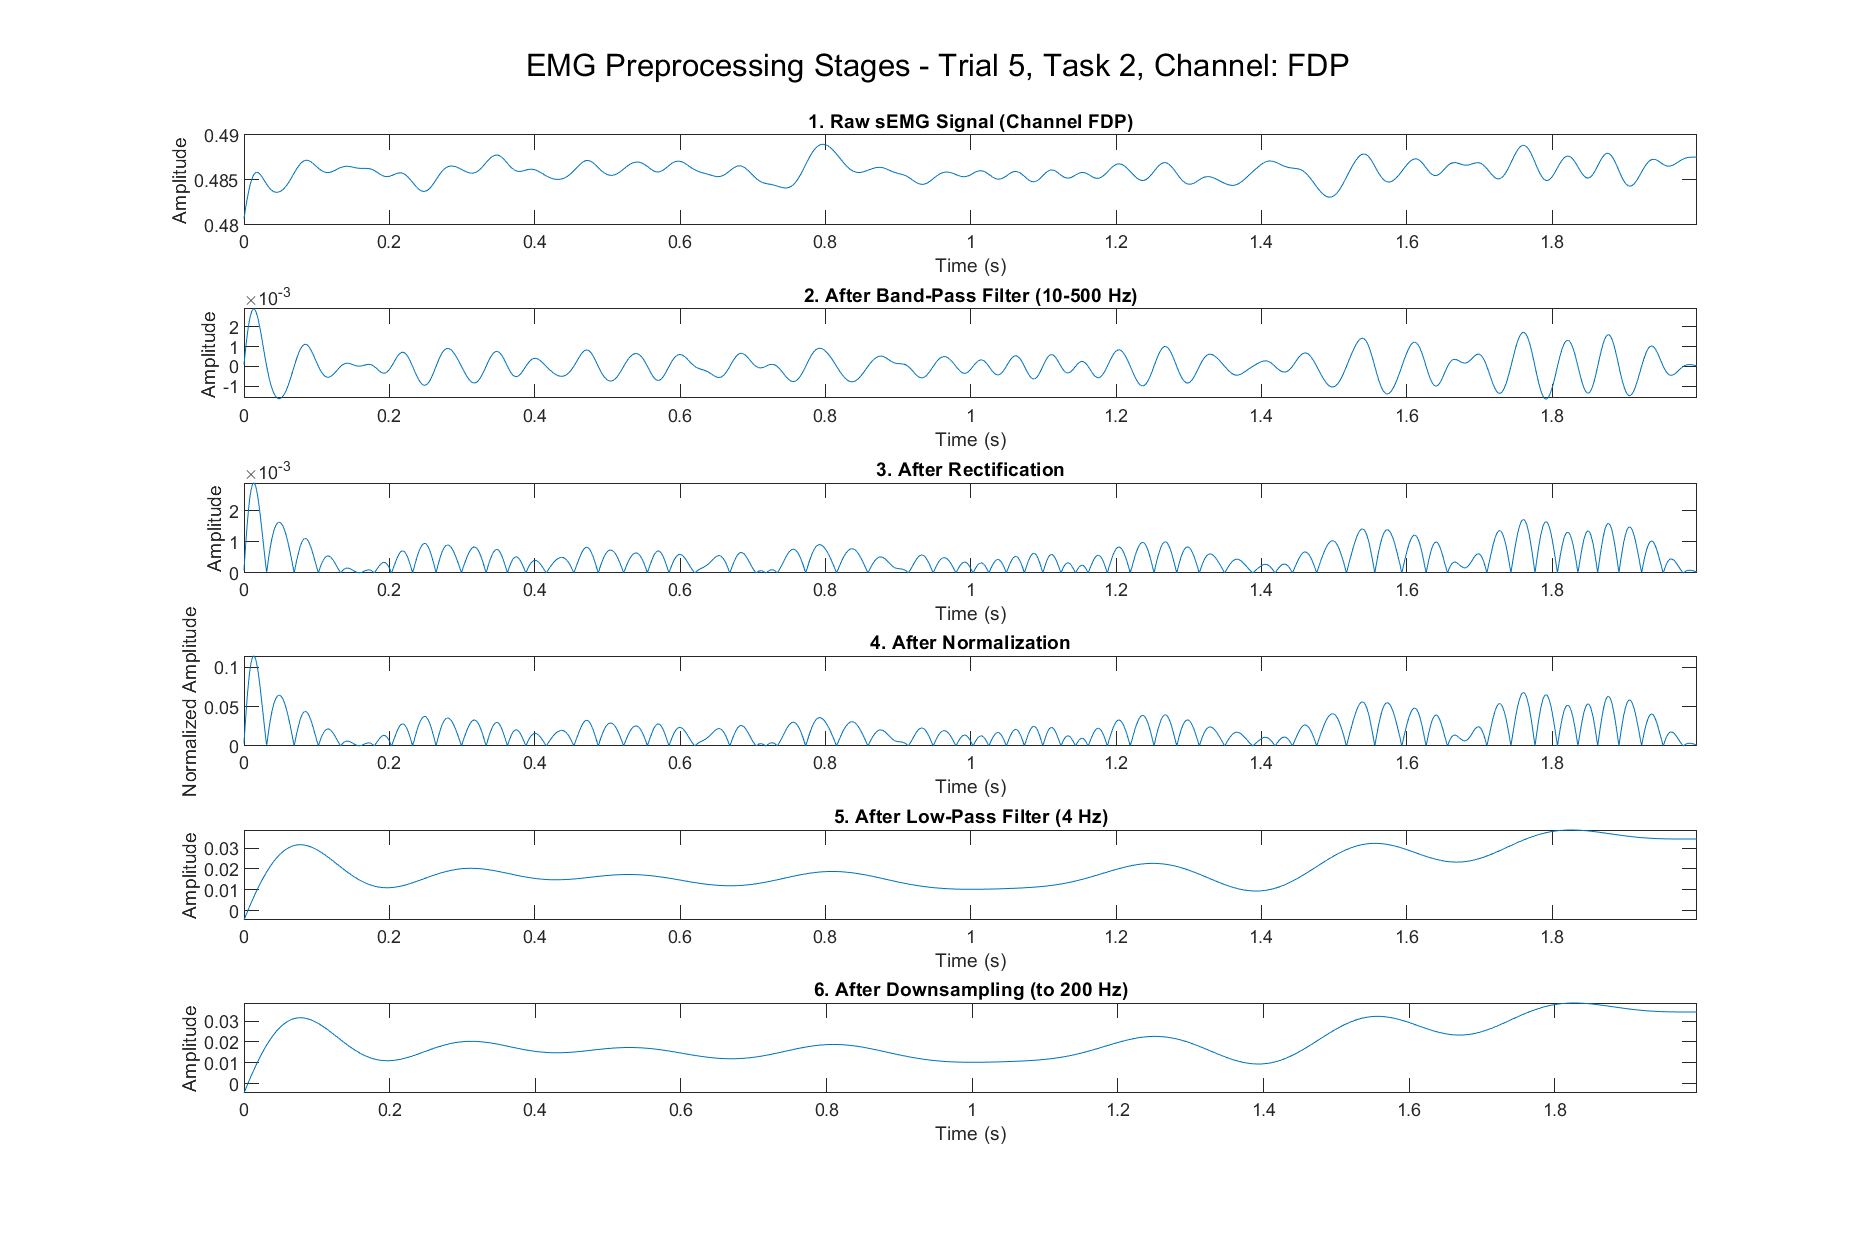 EMG Preprocessing Stages - Trial 5, Task 2, Channel: FDP
1. Raw sEMG Signal (Channel FDP)
Amplitude
0.49
0.485
0.48
0 0.2 0.4 0.6 0.8 1 1.2 1.4 1.6 1.8
Time (s)
2. After Band-Pass Filter (10-500 Hz)
×10-3
Amplitude
2
1
0
-1
0 0.2 0.4 0.6 0.8 1 1.2 1.4 1.6 1.8
Time (s)
3. After Rectification
×10-3
Amplitude
2
1
0
0 0.2 0.4 0.6 0.8 1 1.2 1.4 1.6 1.8
Time (s)
4. After Normalization
Normalized Amplitude
0.1
0.05
0
0 0.2 0.4 0.6 0.8 1 1.2 1.4 1.6 1.8
Time (s)
5. After Low-Pass Filter (4 Hz)
Amplitude
0.03
0.02
0.01
0
0 0.2 0.4 0.6 0.8 1 1.2 1.4 1.6 1.8
Time (s)
6. After Downsampling (to 200 Hz)
Amplitude
0.03
0.02
0.01
0
0 0.2 0.4 0.6 0.8 1 1.2 1.4 1.6 1.8
Time (s)